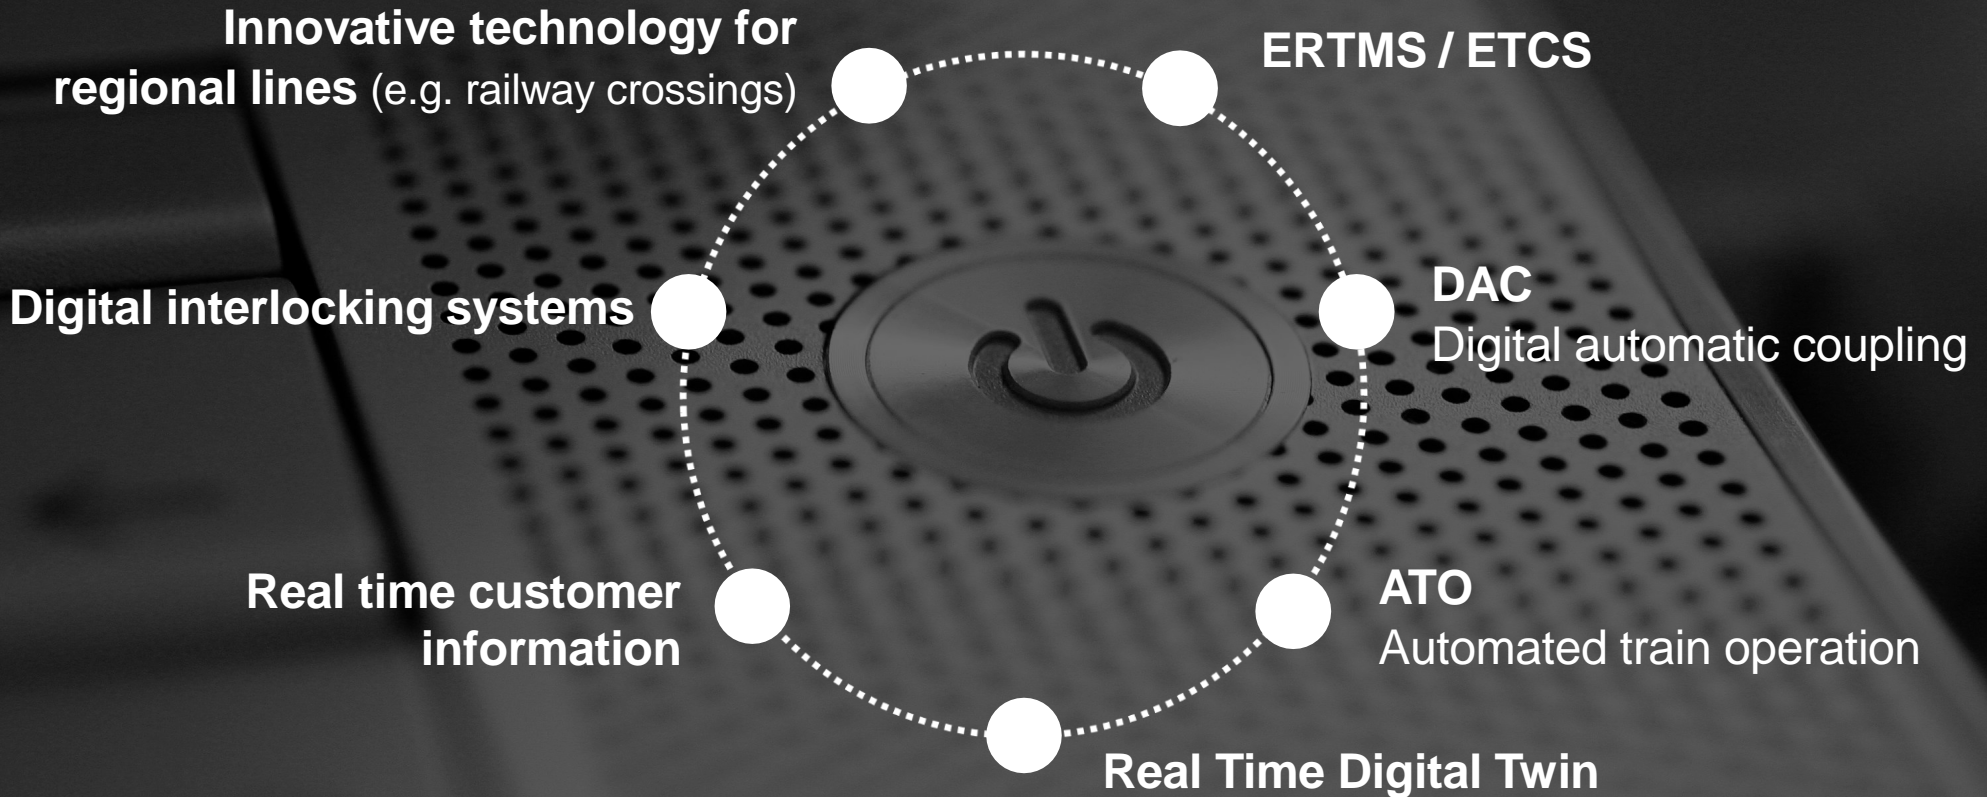 Innovative technology for
regional lines (e.g. railway crossings)
ERTMS / ETCS
Digital interlocking systems
DAC
Digital automatic coupling
Real time customer
information
ATO
Automated train operation
Real Time Digital Twin